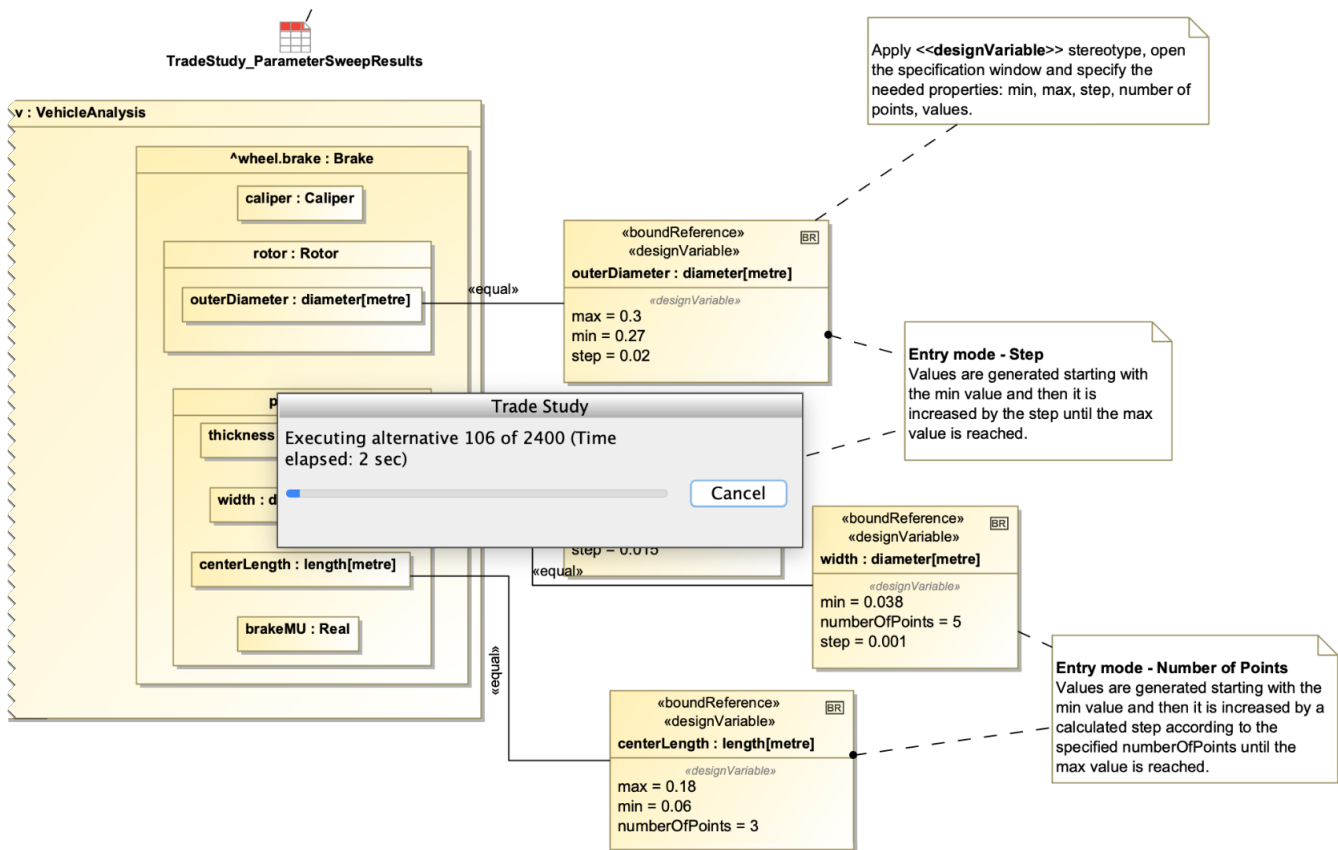 TradeStudy_ParameterSweepResults
Apply <<designVariable>> stereotype, open
the specification window and specify the
needed properties: min, max, step, number of
points, values.
v : VehicleAnalysis
^wheel.brake : Brake
caliper : Caliper
rotor : Rotor
outerDiameter : diameter[metre]
«equal»
«boundReference»
BR
«designVariable»
outerDiameter : diameter[metre]
«designVariable»
max = 0.3
min = 0.27
step = 0.02
Entry mode - Step
Values are generated starting with
the min value and then it is
increased by the step until the max
value is reached.
thickness
width : d
centerLength : length[metre]
brakeMU : Real
Trade Study
Executing alternative 106 of 2400 (Time
elapsed: 2 sec)
Cancel
step = 0.015
«equal»
«boundReference»
BR
«designVariable»
width : diameter[metre]
«designVariable»
min = 0.038
numberOfPoints = 5
step = 0.001
«equal»
Entry mode - Number of Points
Values are generated starting with the
min value and then it is increased by a
calculated step according to the
specified numberOfPoints until the
max value is reached.
«boundReference»
BR
«designVariable»
centerLength : length[metre]
«designVariable»
max = 0.18
min = 0.06
numberOfPoints = 3